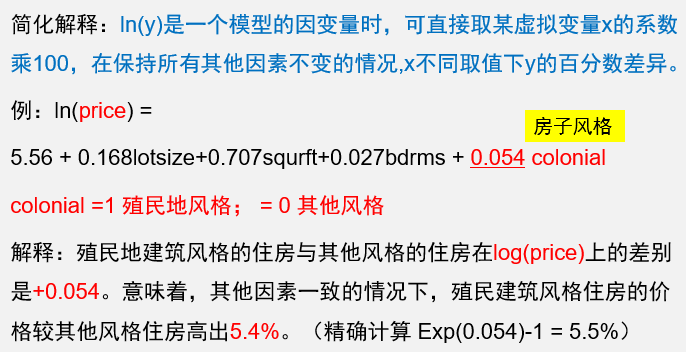 简化解释：ln(y)是一个模型的因变量时，可直接取某虚拟变量x的系数
乘100，在保持所有其他因素不变的情况,x不同取值下y的百分数差异。
例：ln(price) =
房子风格
5.56 + 0.168lotsize+0.707squrft+0.027bdrms + 0.054 colonial
colonial =1 殖民地风格； = 0 其他风格
解释：殖民地建筑风格的住房与其他风格的住房在log(price)上的差别
是+0.054。意味着，其他因素一致的情况下，殖民建筑风格住房的价
格较其他风格住房高出5.4%。（精确计算 Exp(0.054)-1 = 5.5%）